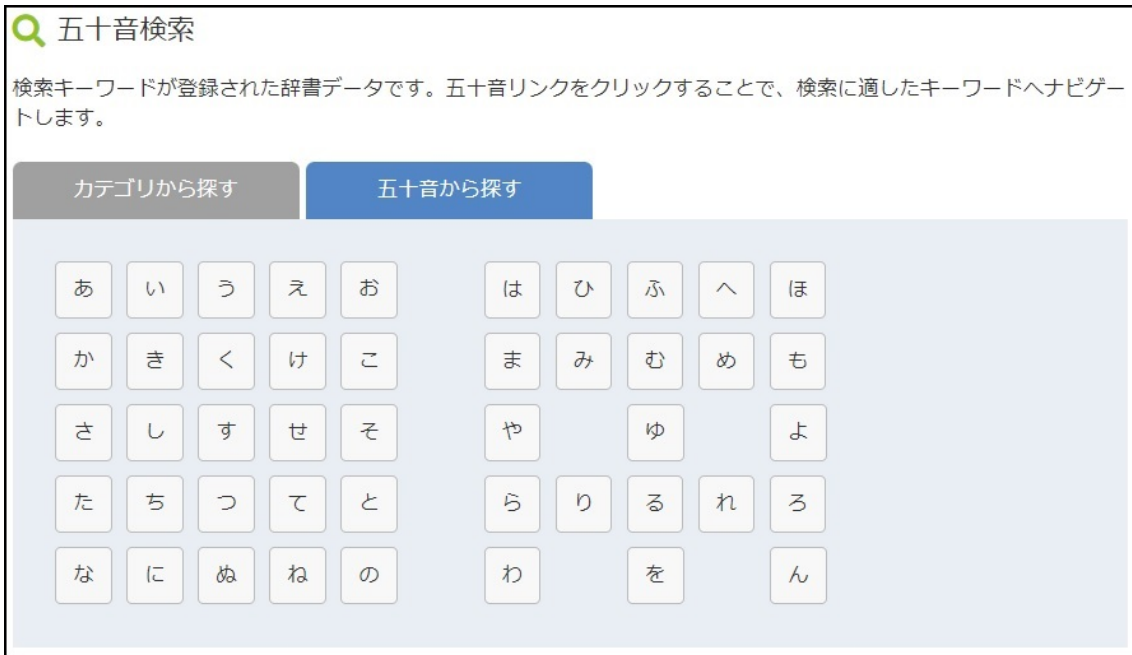 五十音検索
検索キーワードが登録された辞書データです。五十音リンクをクリックすることで、検索に適したキーワードへナビゲー
トします。
カテゴリから探す 五十音から探す
あ い う え お は ひ ふ へ ほ
か き く け こ ま み む め も
さ し す せ そ や ゆ よ
た ち つ て と ら り る れ ろ
な に ぬ ね の わ を ん